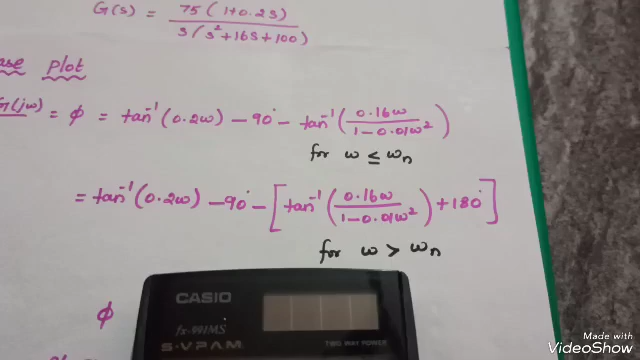 G(s) = 75(1+0.2s) / s(s²+16s+100)
ase Plot
G(jω) = ϕ = tan⁻¹(0.2ω) − 90° − tan⁻¹(0.16ω / 1−0.01ω²)
for ω ≤ ωn
= tan⁻¹(0.2ω) − 90° − [tan⁻¹(0.16ω / 1−0.01ω²) + 180°]
for ω > ωn
CASIO
fx-991MS
S-V.P.A.M.
TWO WAY POWER
ϕ
Made with
VideoShow